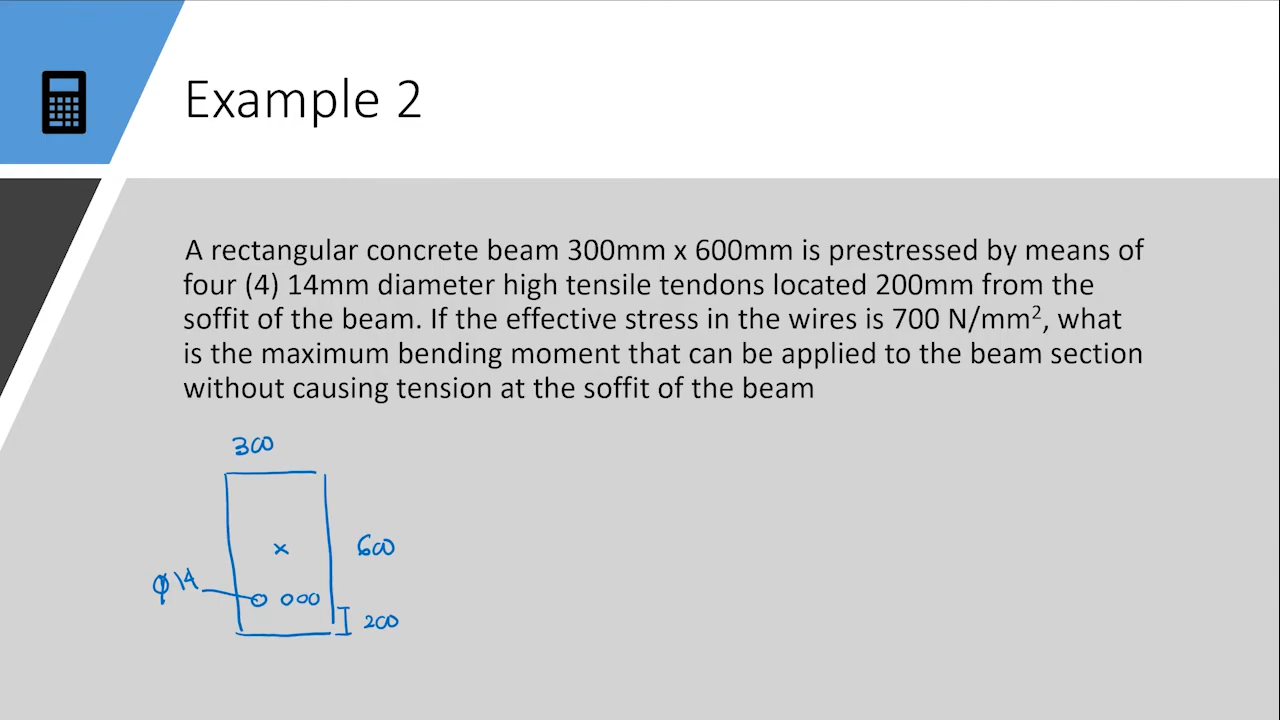 Example 2
A rectangular concrete beam 300mm x 600mm is prestressed by means of
four (4) 14mm diameter high tensile tendons located 200mm from the
soffit of the beam. If the effective stress in the wires is 700 N/mm², what
is the maximum bending moment that can be applied to the beam section
without causing tension at the soffit of the beam
300
600
φ14
200